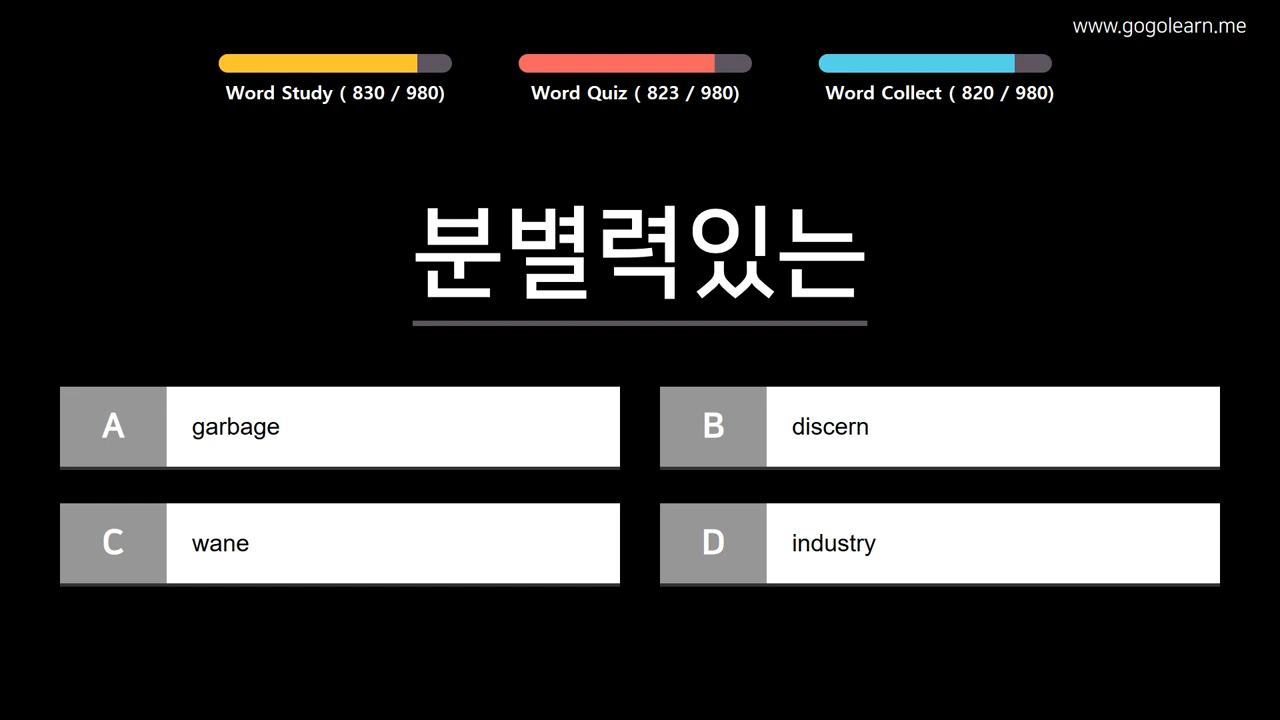 www.gogolearn.me
Word Study ( 830 / 980)
Word Quiz ( 823 / 980)
Word Collect ( 820 / 980)
분별력있는
A garbage
B discern
C wane
D industry